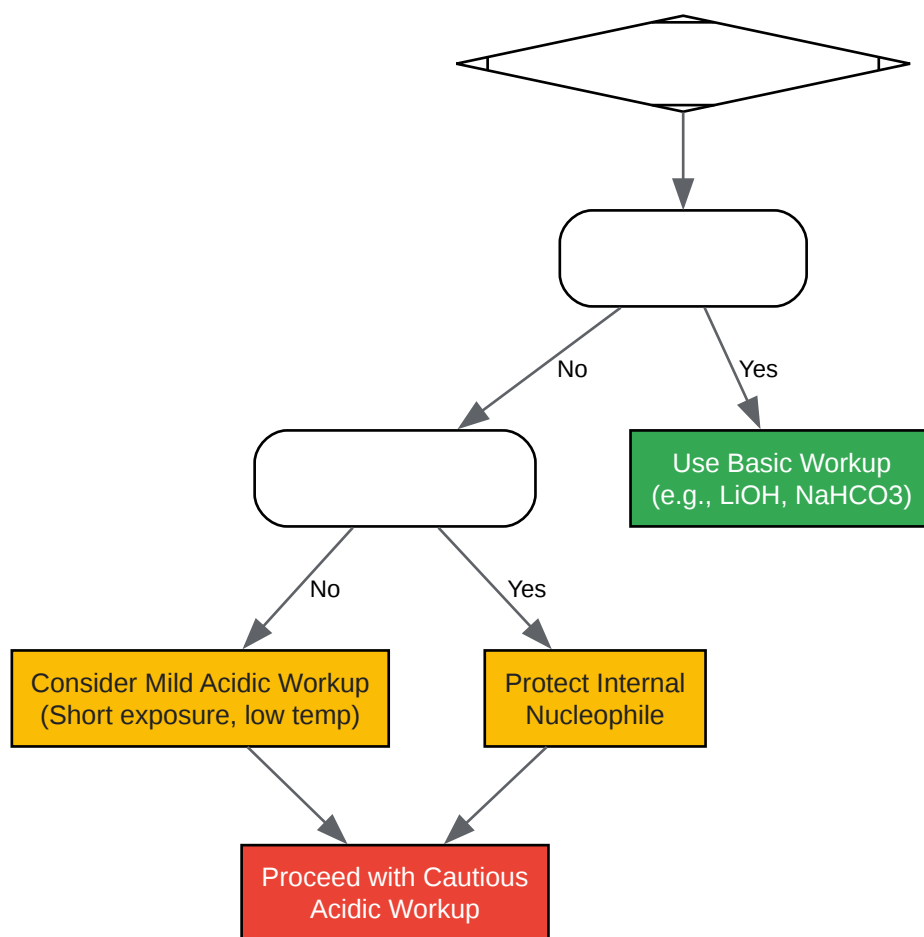 No
Yes
Use Basic Workup
(e.g., LiOH, NaHCO3)
No
Yes
Consider Mild Acidic Workup
(Short exposure, low temp)
Protect Internal
Nucleophile
Proceed with Cautious
Acidic Workup